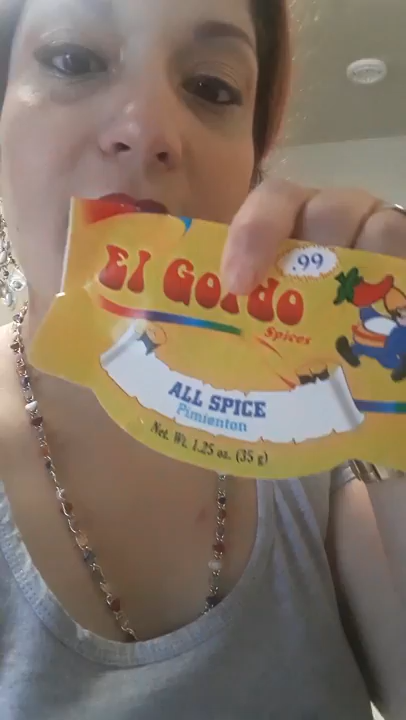 .99
El Gordo
Spices
ALL SPICE
Pimienton
Net. Wt. 1.25 oz. (35 g)